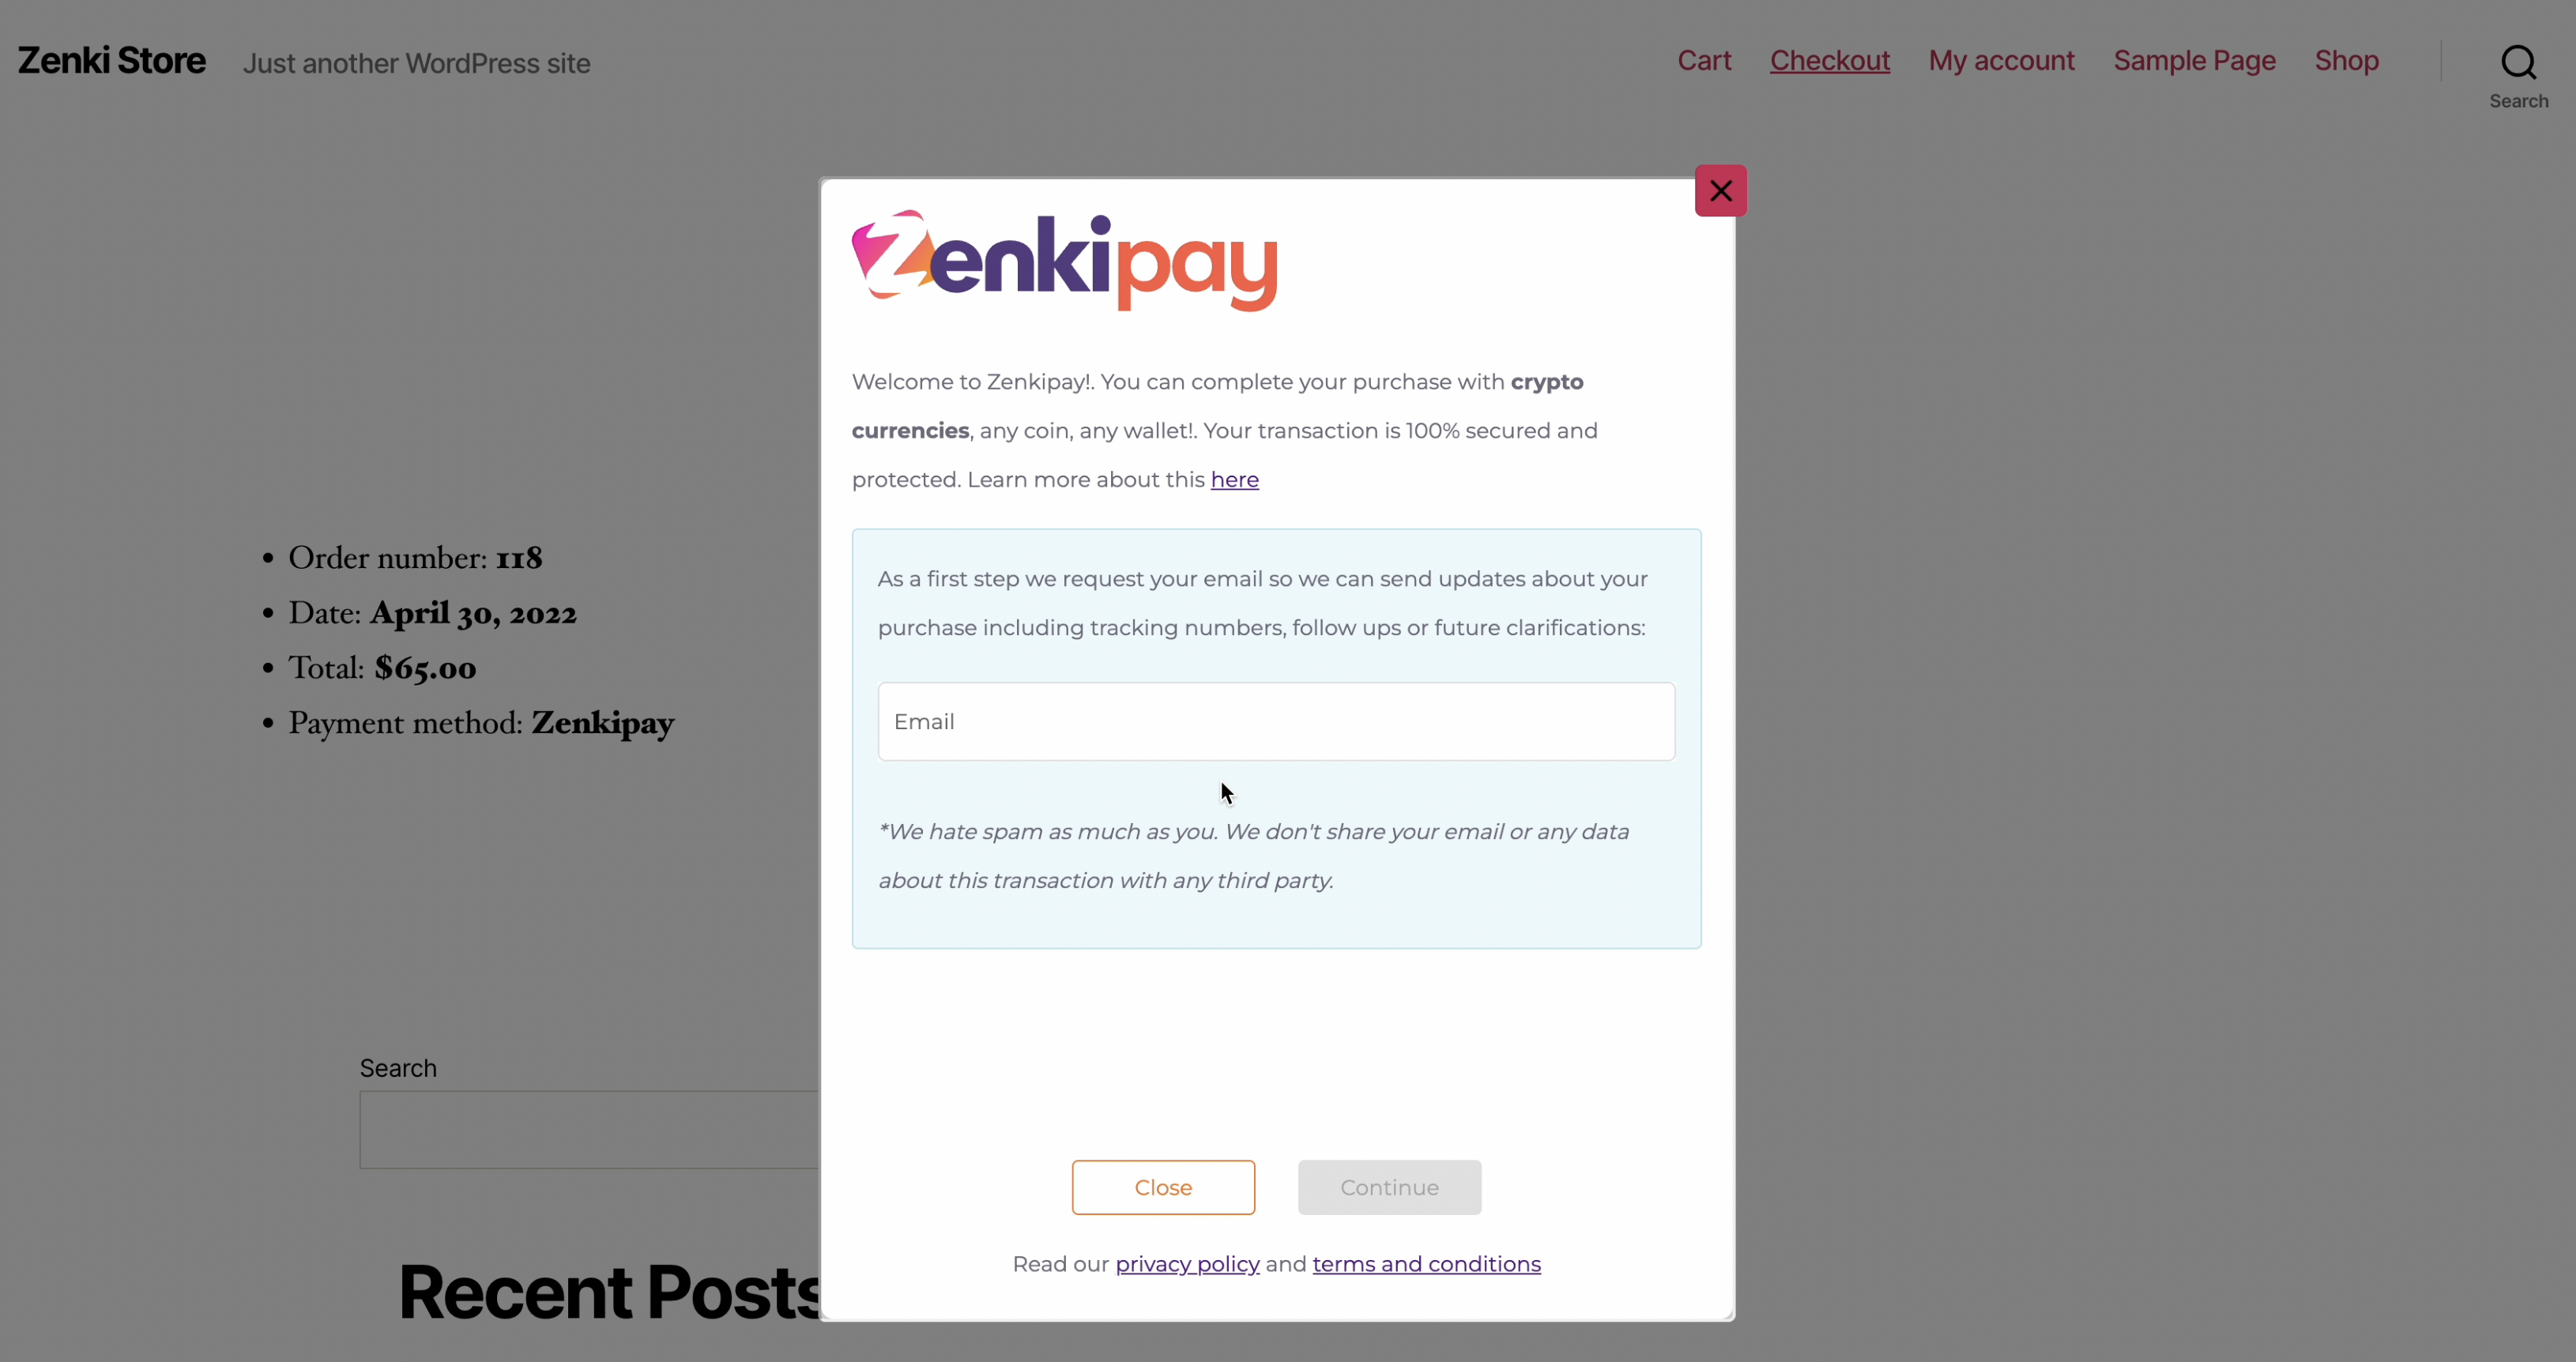 Zenki Store
Just another WordPress site
Cart
Checkout
My account
Sample Page
Shop
Search
Zenkipay
Welcome to Zenkipay!. You can complete your purchase with crypto
currencies, any coin, any wallet!. Your transaction is 100% secured and
protected. Learn more about this here
• Order number: 118
• Date: April 30, 2022
• Total: $65.00
• Payment method: Zenkipay
As a first step we request your email so we can send updates about your
purchase including tracking numbers, follow ups or future clarifications:
Email
*We hate spam as much as you. We don't share your email or any data
about this transaction with any third party.
Search
Close
Continue
Read our privacy policy and terms and conditions
Recent Posts